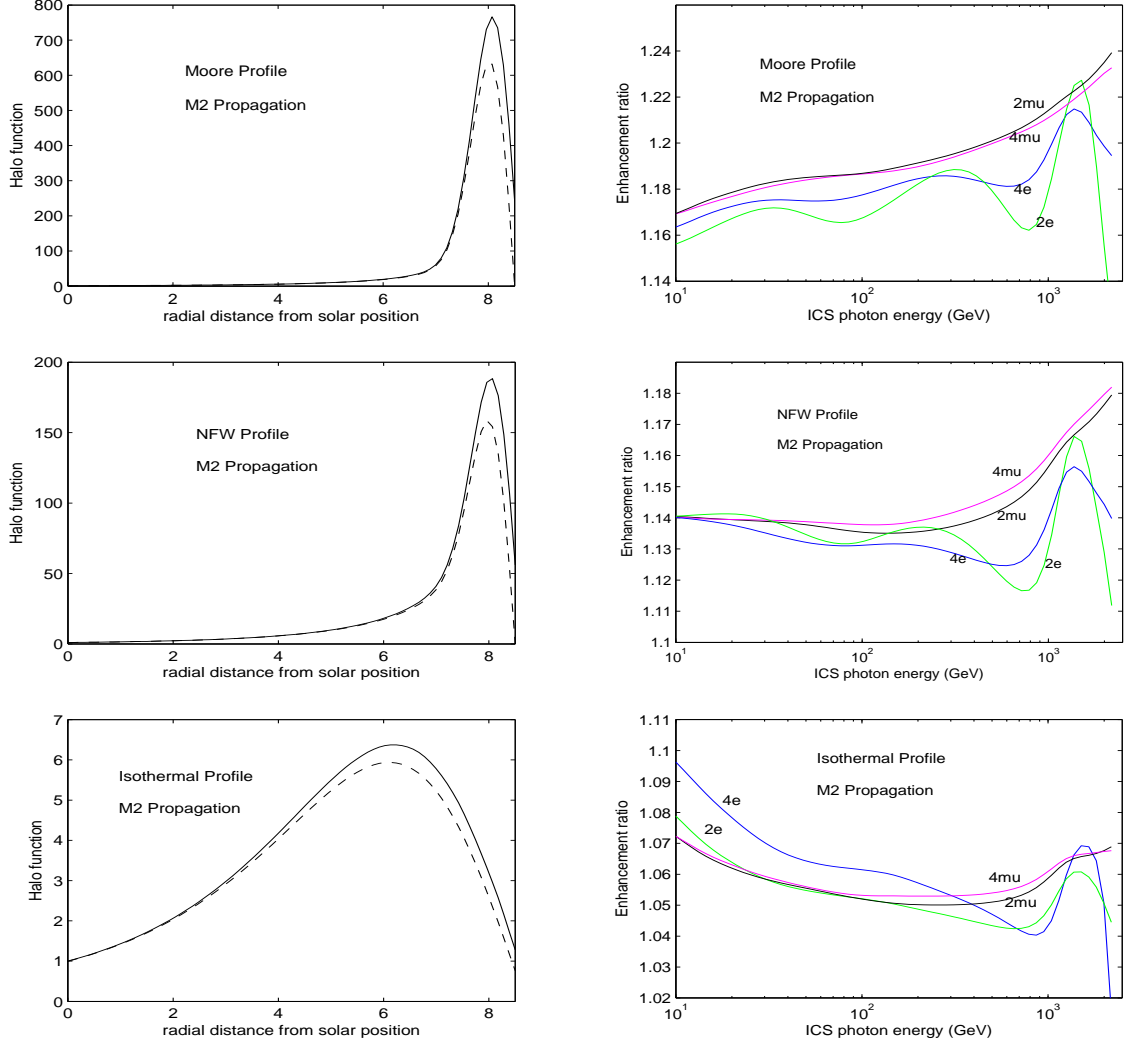 800
700
600
500
400
300
200
100
0
0 2 4 6 8
Halo function
radial distance from solar position
Moore Profile
M2 Propagation
1.24
1.22
1.2
1.18
1.16
1.14
10^1 10^2 10^3
Enhancement ratio
ICS photon energy (GeV)
Moore Profile
M2 Propagation
2mu
4mu
4e
2e
200
150
100
50
0
0 2 4 6 8
Halo function
radial distance from solar position
NFW Profile
M2 Propagation
1.19
1.18
1.17
1.16
1.15
1.14
1.13
1.12
1.11
1.1
10^1 10^2 10^3
Enhancement ratio
ICS photon energy (GeV)
NFW Profile
M2 Propagation
4mu
2mu
4e
2e
7
6
5
4
3
2
1
0
0 2 4 6 8
Halo function
radial distance from solar position
Isothermal Profile
M2 Propagation
1.11
1.1
1.09
1.08
1.07
1.06
1.05
1.04
1.03
1.02
10^1 10^2 10^3
Enhancement ratio
ICS photon energy (GeV)
Isothermal Profile
M2 Propagation
4e
2e
4mu
2mu